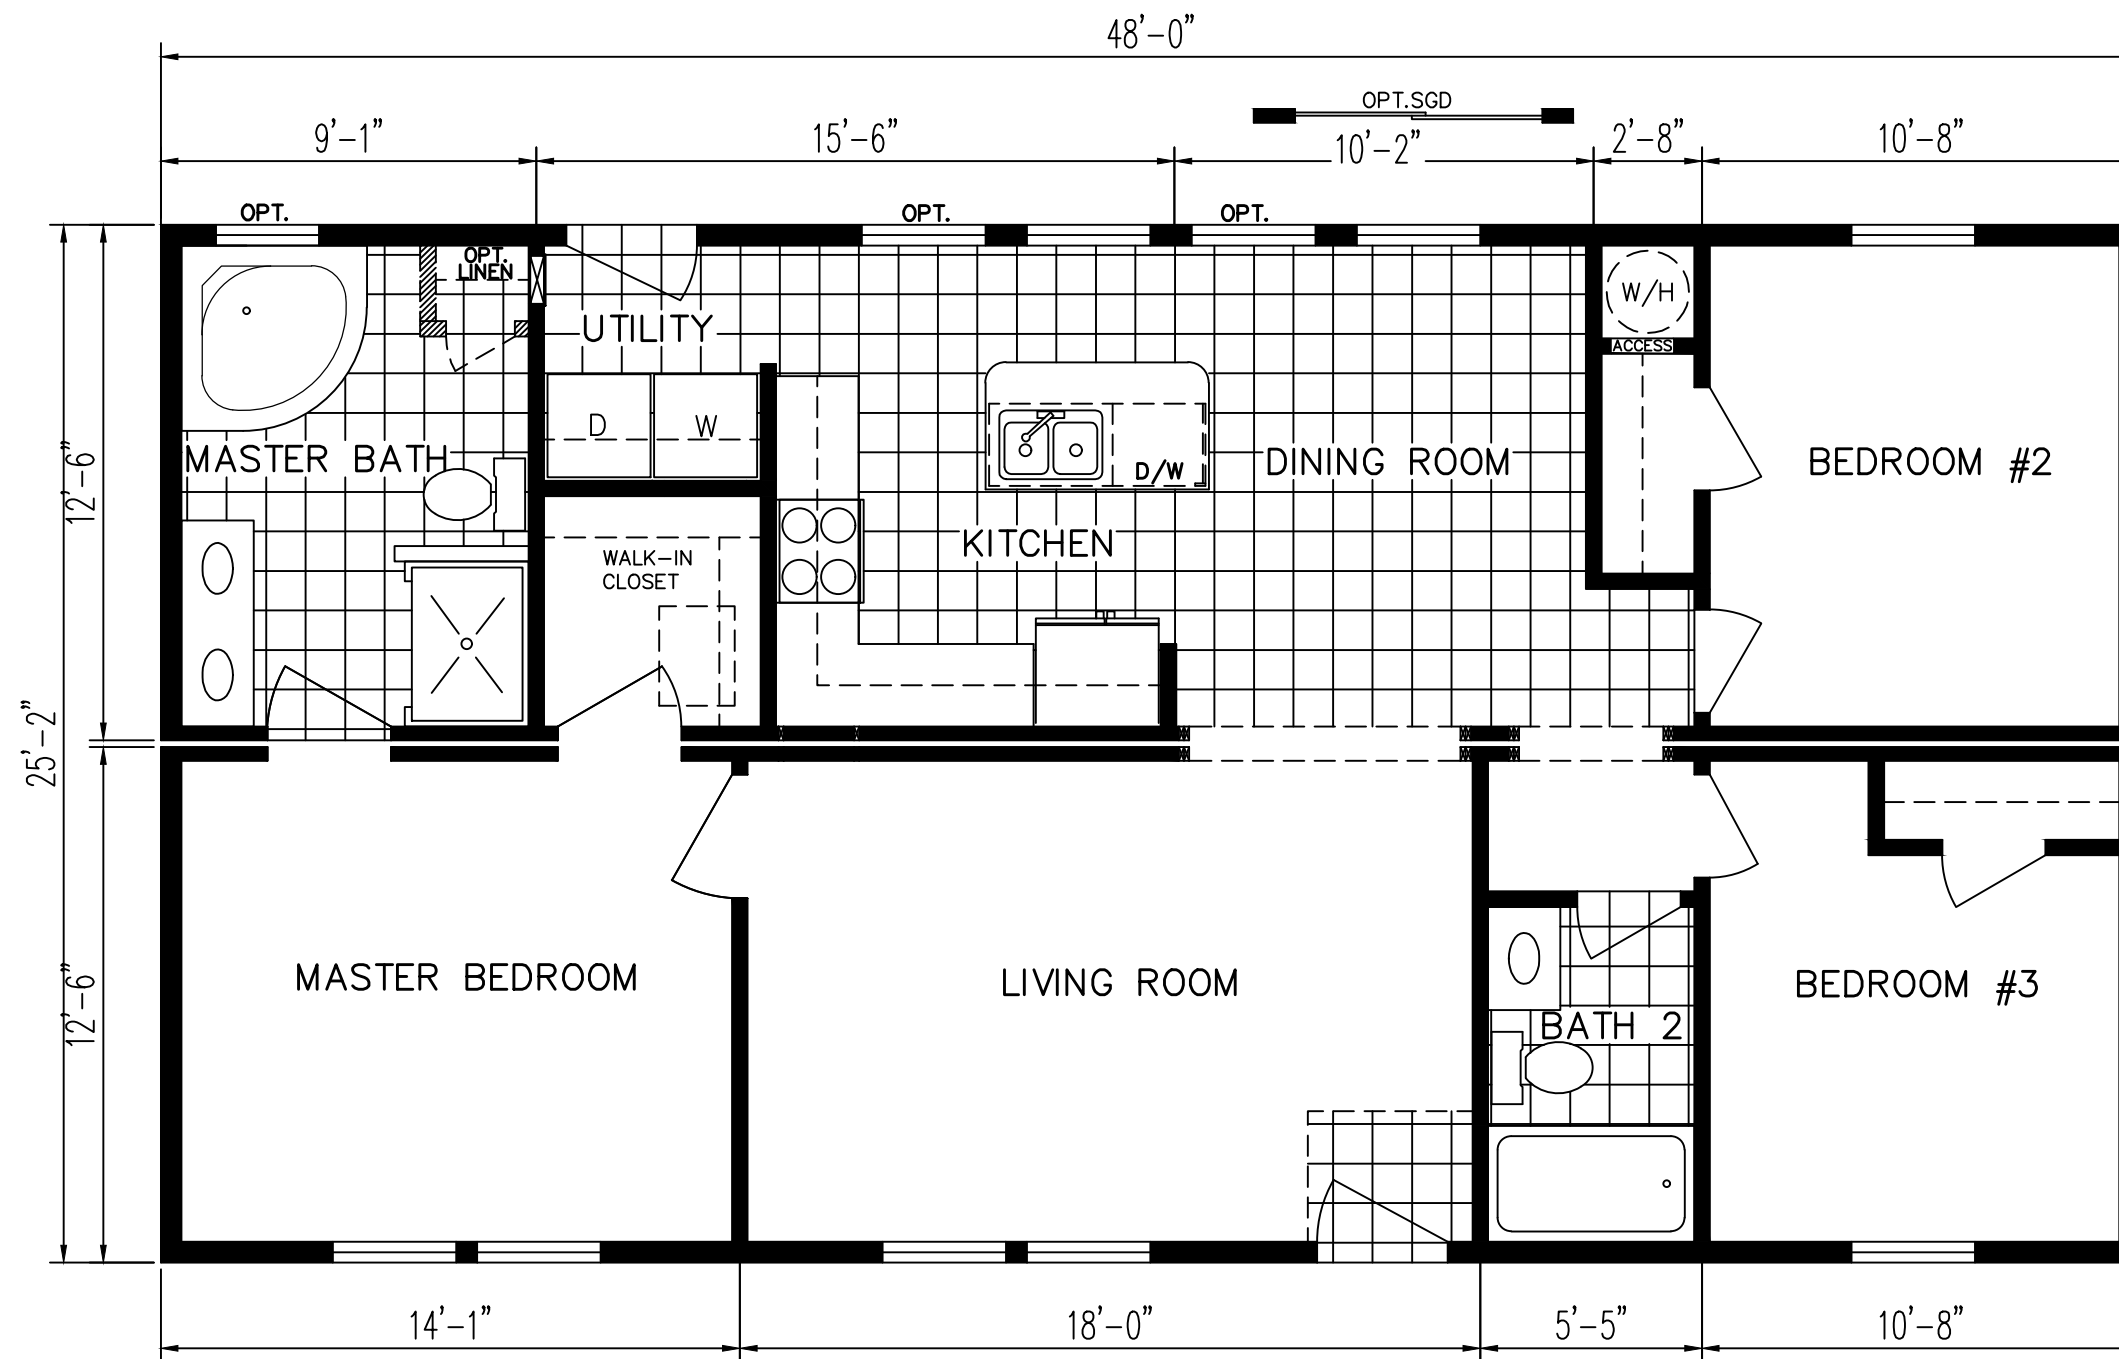 48'-0"
OPT.SGD
9'-1"
15'-6"
10'-2"
2'-8"
10'-8"
OPT.
OPT.
OPT.
OPT.
LINEN
W/H
UTILITY
ACCESS
D
W
MASTER BATH
D/W
DINING ROOM
BEDROOM #2
12'-6"
KITCHEN
WALK-IN
CLOSET
25'-2"
12'-6"
MASTER BEDROOM
LIVING ROOM
BEDROOM #3
BATH 2
14'-1"
18'-0"
5'-5"
10'-8"